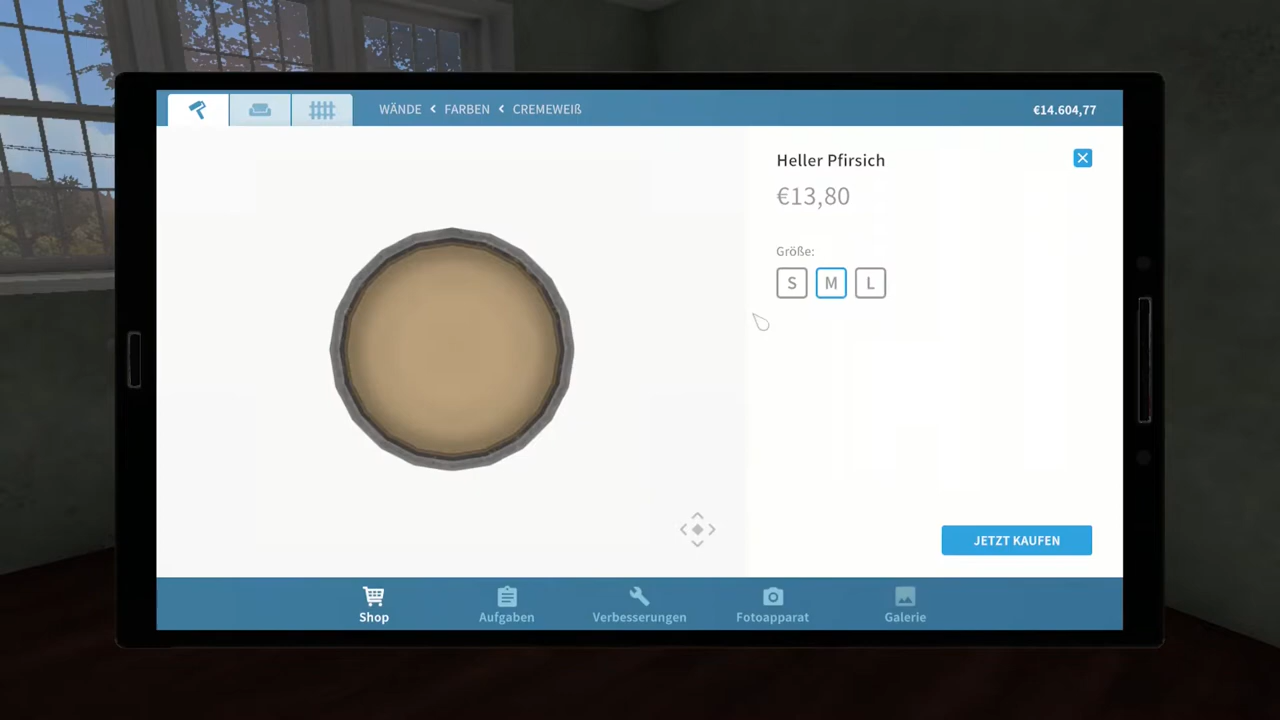 WÄNDE < FARBEN < CREMEWEIß
€14.604,77
Heller Pfirsich
€13,80
Größe:
S M L
JETZT KAUFEN
Shop Aufgaben Verbesserungen Fotoapparat Galerie